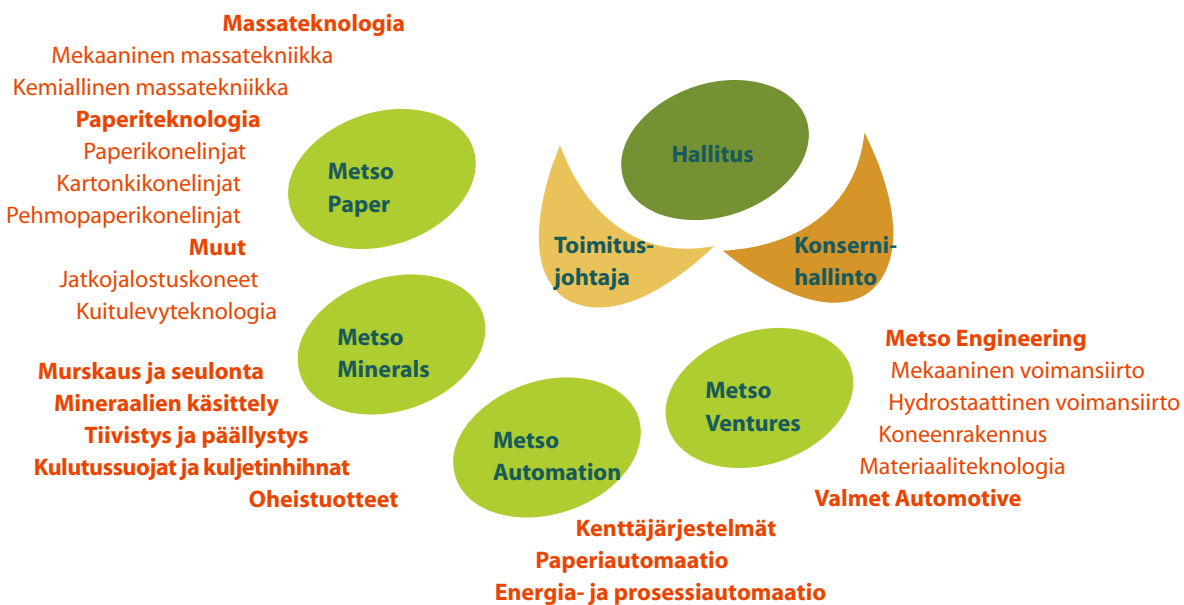 Massateknologia
Mekaaninen massatekniikka
Kemiallinen massatekniikka
Paperiteknologia
Paperikonelinjat
Kartonkikonelinjat
Pehmopaperikonelinjat
Muut
Jatkojalostuskoneet
Kuitulevyteknologia
Metso
Paper
Hallitus
Toimitus-
johtaja
Konserni-
hallinto
Metso
Minerals
Murskaus ja seulonta
Mineraalien käsittely
Tiivistys ja päällystys
Kulutussuojat ja kuljetinhihnat
Oheistuotteet
Metso
Automation
Kenttäjärjestelmät
Paperiautomaatio
Energia- ja prosessiautomaatio
Metso
Ventures
Metso Engineering
Mekaaninen voimansiirto
Hydrostaattinen voimansiirto
Koneenrakennus
Materiaaliteknologia
Valmet Automotive